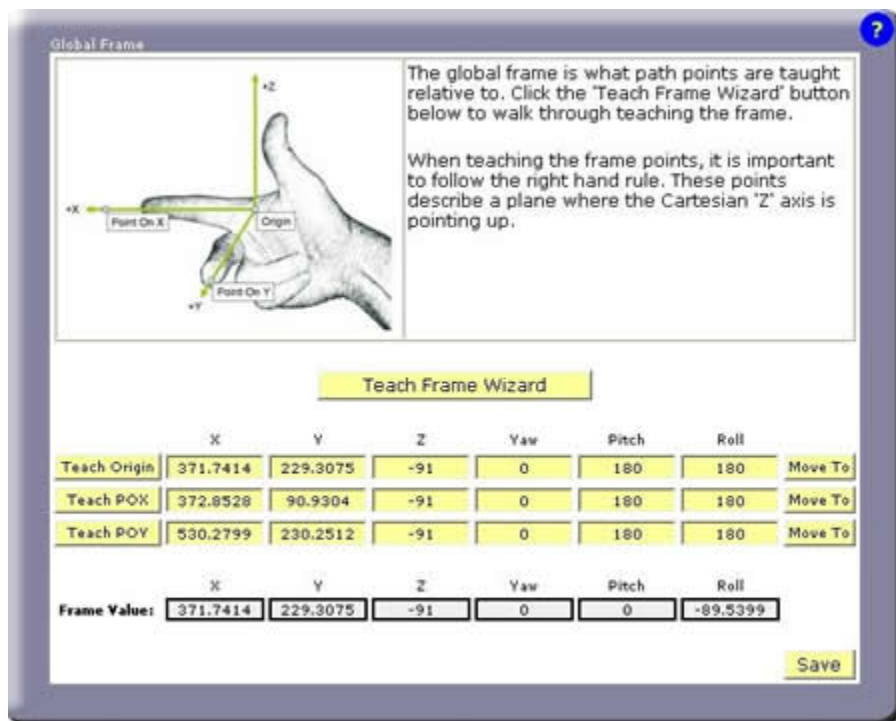 ?
Global Frame
+Z
+X
Point On X
Origin
Point On Y
+Y
The global frame is what path points are taught
relative to. Click the 'Teach Frame Wizard' button
below to walk through teaching the frame.
When teaching the frame points, it is important
to follow the right hand rule. These points
describe a plane where the Cartesian 'Z' axis is
pointing up.
Teach Frame Wizard
X Y Z Yaw Pitch Roll
Teach Origin 371.7414 229.3075 -91 0 180 180 Move To
Teach POX 372.8528 90.9304 -91 0 180 180 Move To
Teach POY 530.2799 230.2512 -91 0 180 180 Move To
X Y Z Yaw Pitch Roll
Frame Value: 371.7414 229.3075 -91 0 0 -89.5399
Save